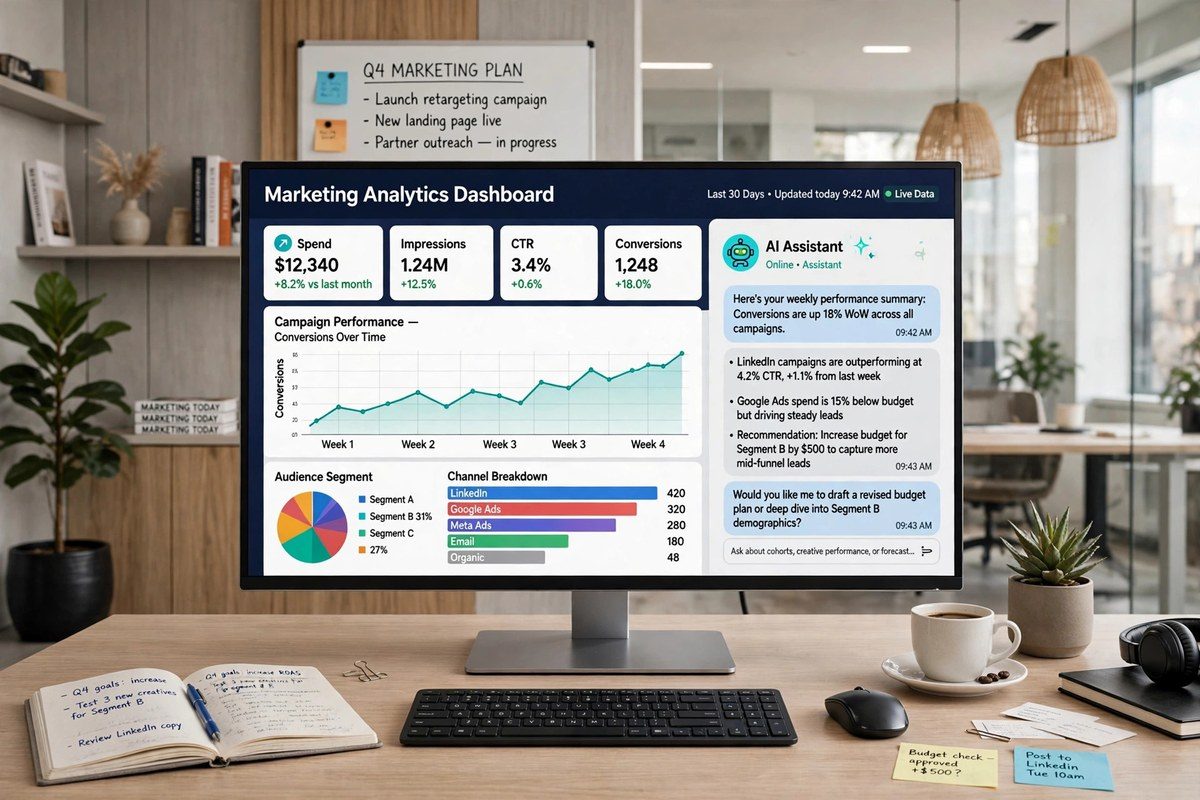 Q4 MARKETING PLAN
- Launch retargeting campaign
- New landing page live
- Partner outreach — in progress
Marketing Analytics Dashboard
Last 30 Days • Updated today 9:42 AM
Live Data
Spend
$12,340
+8.2% vs last month
Impressions
1.24M
+12.5%
CTR
3.4%
+0.6%
Conversions
1,248
+18.0%
Campaign Performance —
Conversions Over Time
Conversions
Week 1
Week 2
Week 3
Week 3
Week 4
Audience Segment
Segment A
Segment B 31%
Segment C
27%
Channel Breakdown
LinkedIn 420
Google Ads 320
Meta Ads 280
Email 180
Organic 48
AI Assistant
Online • Assistant
Here's your weekly performance summary:
Conversions are up 18% WoW across all
campaigns.
09:42 AM
• LinkedIn campaigns are outperforming at
4.2% CTR, +1.1% from last week
• Google Ads spend is 15% below budget
but driving steady leads
• Recommendation: Increase budget for
Segment B by $500 to capture more
mid-funnel leads
09:43 AM
Would you like me to draft a revised budget
plan or deep dive into Segment B
demographics?
09:43 AM
Ask about cohorts, creative performance, or forecast...
MARKETING TODAY
MARKETING TODAY
MARKETING TODAY
- Q4 goals: increase
- Test 3 new creatives
for Segment B
- Review LinkedIn copy
- Q4 goals: increase ROAS
Budget check –
approved
+$500?
Post to
Linkedin
Tue 10am